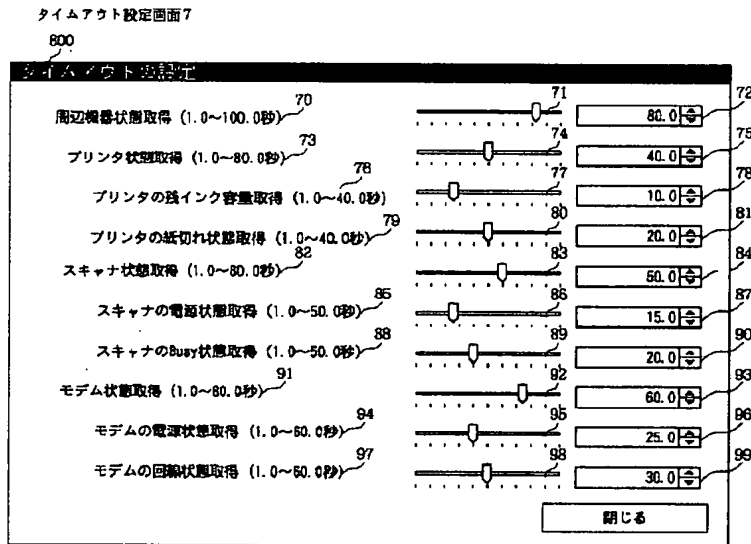 タイムアウト設定画面7
800
タイムアウトの設定
周辺機器状態取得 (1.0~100.0秒) 70 71 80.0 72
プリンタ状態取得 (1.0~80.0秒) 73 74 40.0 75
プリンタの残インク容量取得 (1.0~40.0秒) 76 77 10.0 78
プリンタの紙切れ状態取得 (1.0~40.0秒) 79 80 20.0 81
スキャナ状態取得 (1.0~80.0秒) 82 83 50.0 84
スキャナの電源状態取得 (1.0~50.0秒) 85 86 15.0 87
スキャナのBusy状態取得 (1.0~50.0秒) 88 89 20.0 90
モデム状態取得 (1.0~80.0秒) 91 92 60.0 93
モデムの電源状態取得 (1.0~60.0秒) 94 95 25.0 96
モデムの回線状態取得 (1.0~60.0秒) 97 98 30.0 99
閉じる